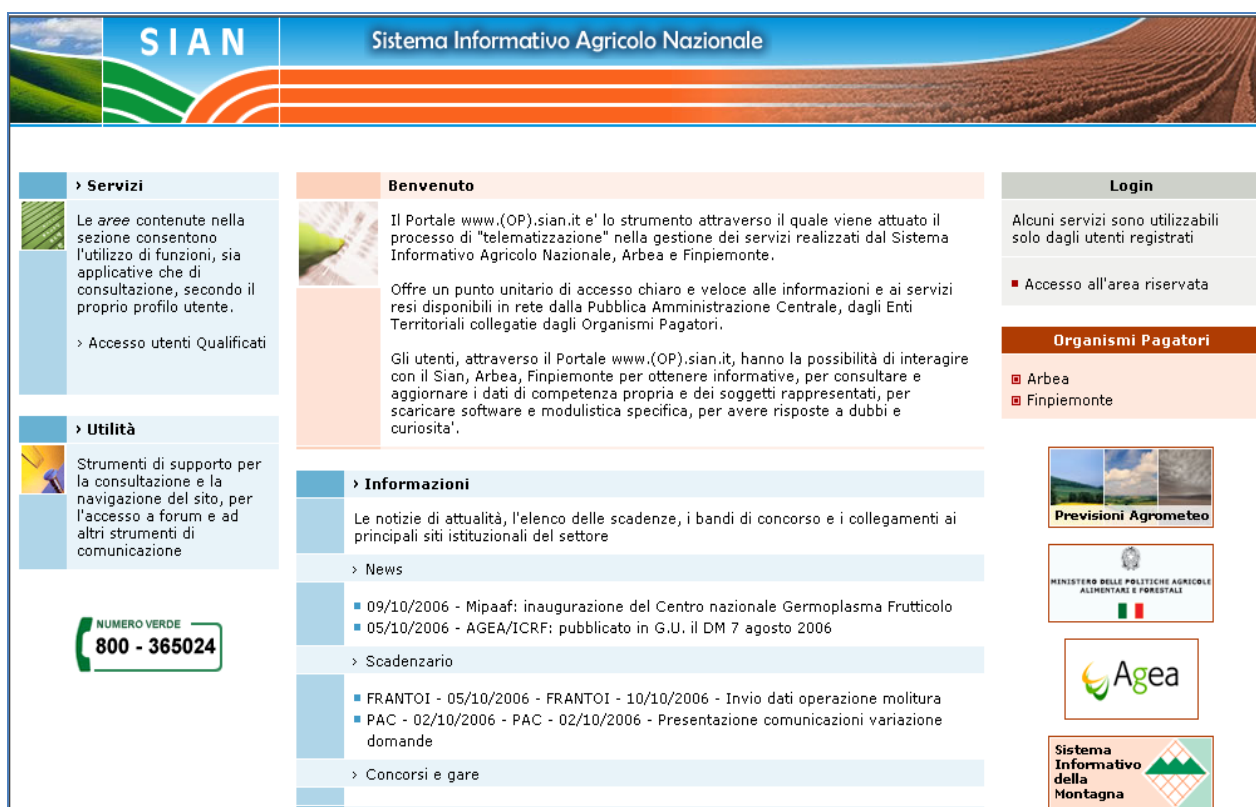 SIAN
Sistema Informativo Agricolo Nazionale
› Servizi
Le aree contenute nella
sezione consentono
l'utilizzo di funzioni, sia
applicative che di
consultazione, secondo il
proprio profilo utente.
› Accesso utenti Qualificati
› Utilità
Strumenti di supporto per
la consultazione e la
navigazione del sito, per
l'accesso a forum e ad
altri strumenti di
comunicazione
NUMERO VERDE
800 - 365024
Benvenuto
Il Portale www.(OP).sian.it e' lo strumento attraverso il quale viene attuato il
processo di "telematizzazione" nella gestione dei servizi realizzati dal Sistema
Informativo Agricolo Nazionale, Arbea e Finpiemonte.
Offre un punto unitario di accesso chiaro e veloce alle informazioni e ai servizi
resi disponibili in rete dalla Pubblica Amministrazione Centrale, dagli Enti
Territoriali collegatie dagli Organismi Pagatori.
Gli utenti, attraverso il Portale www.(OP).sian.it, hanno la possibilità di interagire
con il Sian, Arbea, Finpiemonte per ottenere informative, per consultare e
aggiornare i dati di competenza propria e dei soggetti rappresentati, per
scaricare software e modulistica specifica, per avere risposte a dubbi e
curiosita'.
› Informazioni
Le notizie di attualità, l'elenco delle scadenze, i bandi di concorso e i collegamenti ai
principali siti istituzionali del settore
› News
09/10/2006 - Mipaaf: inaugurazione del Centro nazionale Germoplasma Frutticolo
05/10/2006 - AGEA/ICRF: pubblicato in G.U. il DM 7 agosto 2006
› Scadenzario
FRANTOI - 05/10/2006 - FRANTOI - 10/10/2006 - Invio dati operazione molitura
PAC - 02/10/2006 - PAC - 02/10/2006 - Presentazione comunicazioni variazione
domande
› Concorsi e gare
Login
Alcuni servizi sono utilizzabili
solo dagli utenti registrati
Accesso all'area riservata
Organismi Pagatori
Arbea
Finpiemonte
Previsioni Agrometeo
MINISTERO DELLE POLITICHE AGRICOLE
ALIMENTARI E FORESTALI
Agea
Sistema
Informativo
della
Montagna